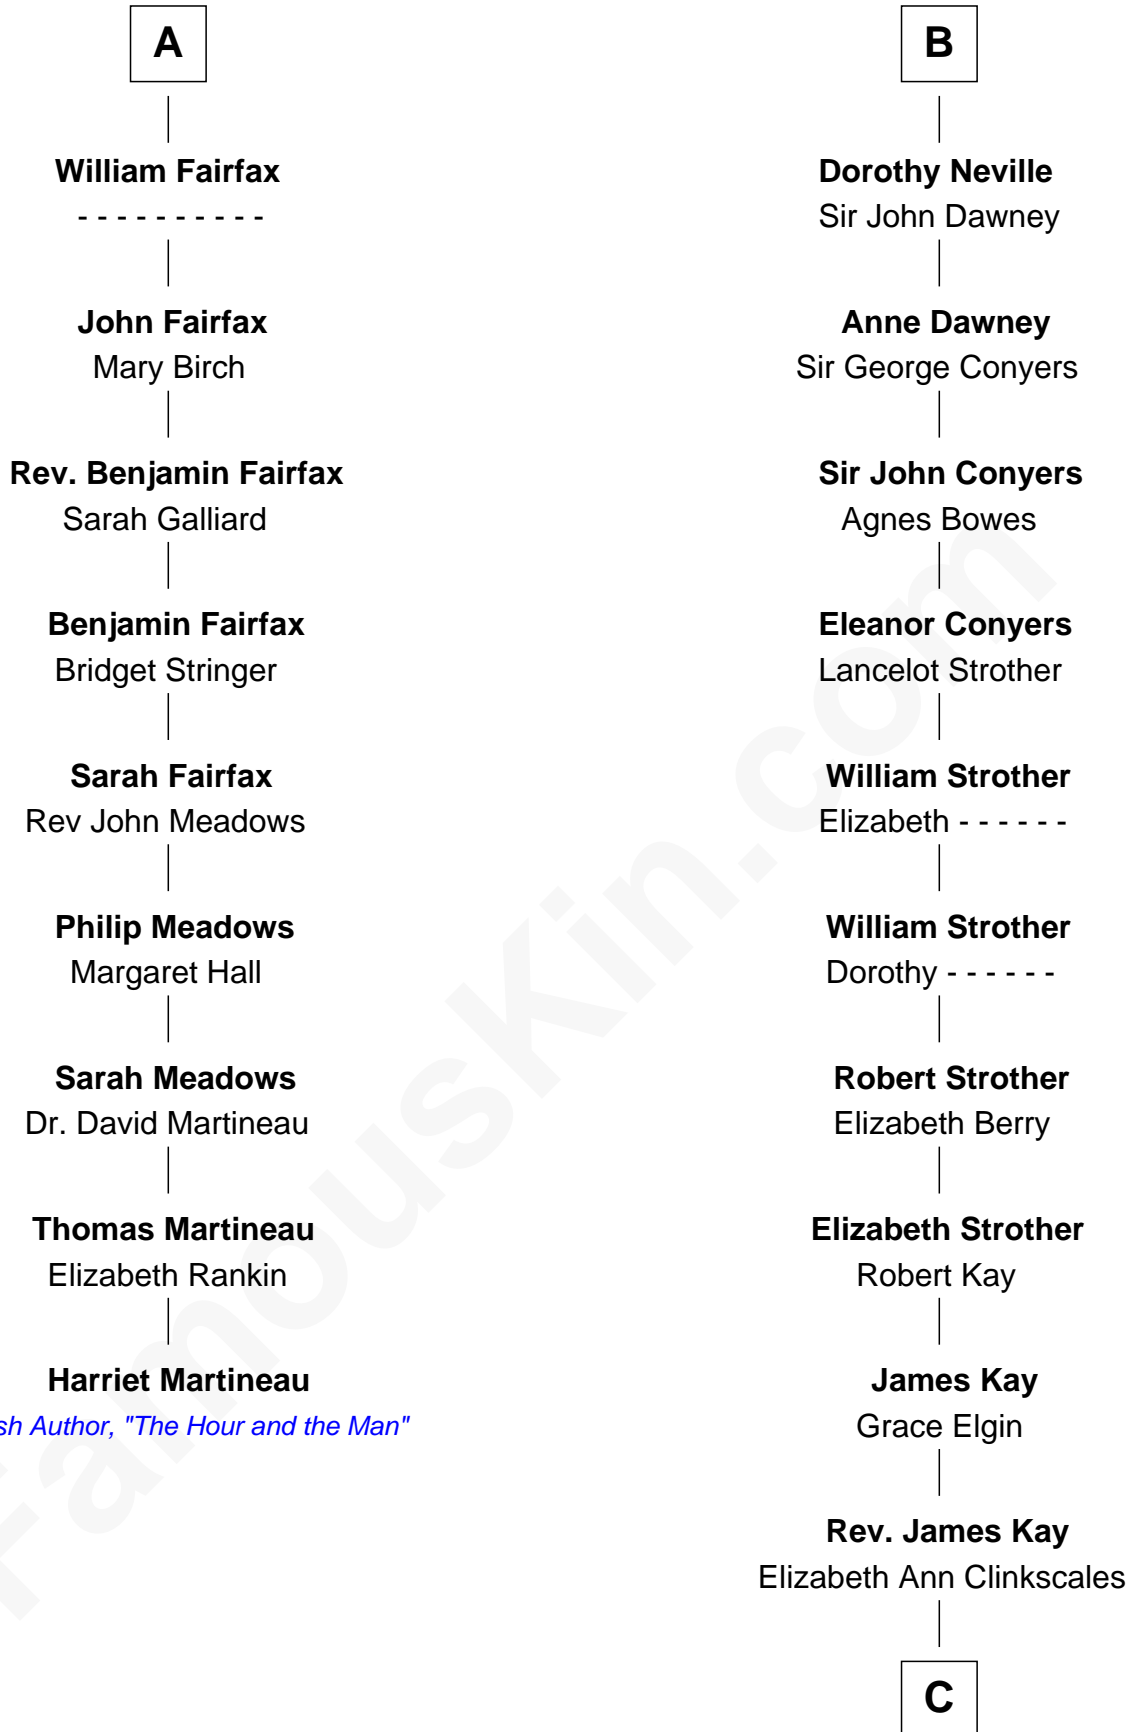 A
William Fairfax
- - - - - - - - - -
John Fairfax
Mary Birch
Rev. Benjamin Fairfax
Sarah Galliard
Benjamin Fairfax
Bridget Stringer
Sarah Fairfax
Rev John Meadows
Philip Meadows
Margaret Hall
Sarah Meadows
Dr. David Martineau
Thomas Martineau
Elizabeth Rankin
Harriet Martineau
Author, "The Hour and the Man"
B
Dorothy Neville
Sir John Dawney
Anne Dawney
Sir George Conyers
Sir John Conyers
Agnes Bowes
Eleanor Conyers
Lancelot Strother
William Strother
Elizabeth - - - - - -
William Strother
Dorothy - - - - - -
Robert Strother
Elizabeth Berry
Elizabeth Strother
Robert Kay
James Kay
Grace Elgin
Rev. James Kay
Elizabeth Ann Clinkscales
C
FamousKin.com